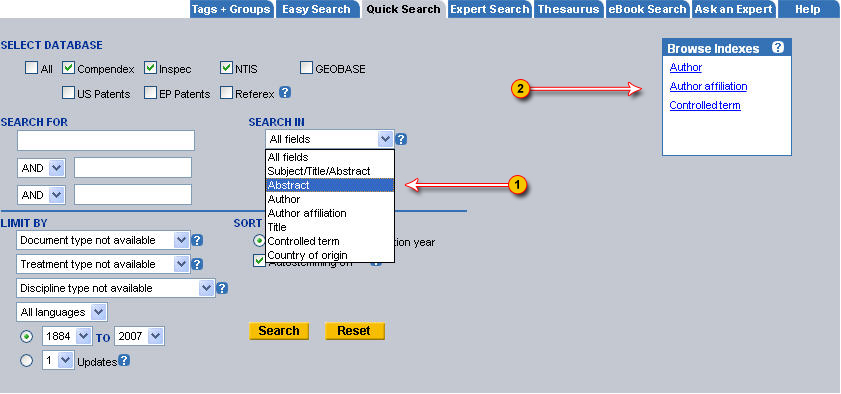 Tags + Groups Easy Search Quick Search Expert Search Thesaurus eBook Search Ask an Expert Help
SELECT DATABASE
All Compendex Inspec NTIS GEOBASE
US Patents EP Patents Referex ?
Browse Indexes ?
Author
Author affiliation
Controlled term
2
SEARCH FOR SEARCH IN
All fields ?
AND
AND
All fields
Subject/Title/Abstract
Abstract
Author
Author affiliation
Title
Controlled term
Country of origin
1
LIMIT BY SORT
Document type not available ? year
Treatment type not available ? Autostemming off ?
Discipline type not available ?
All languages
1884 TO 2007
1 Updates ?
Search Reset